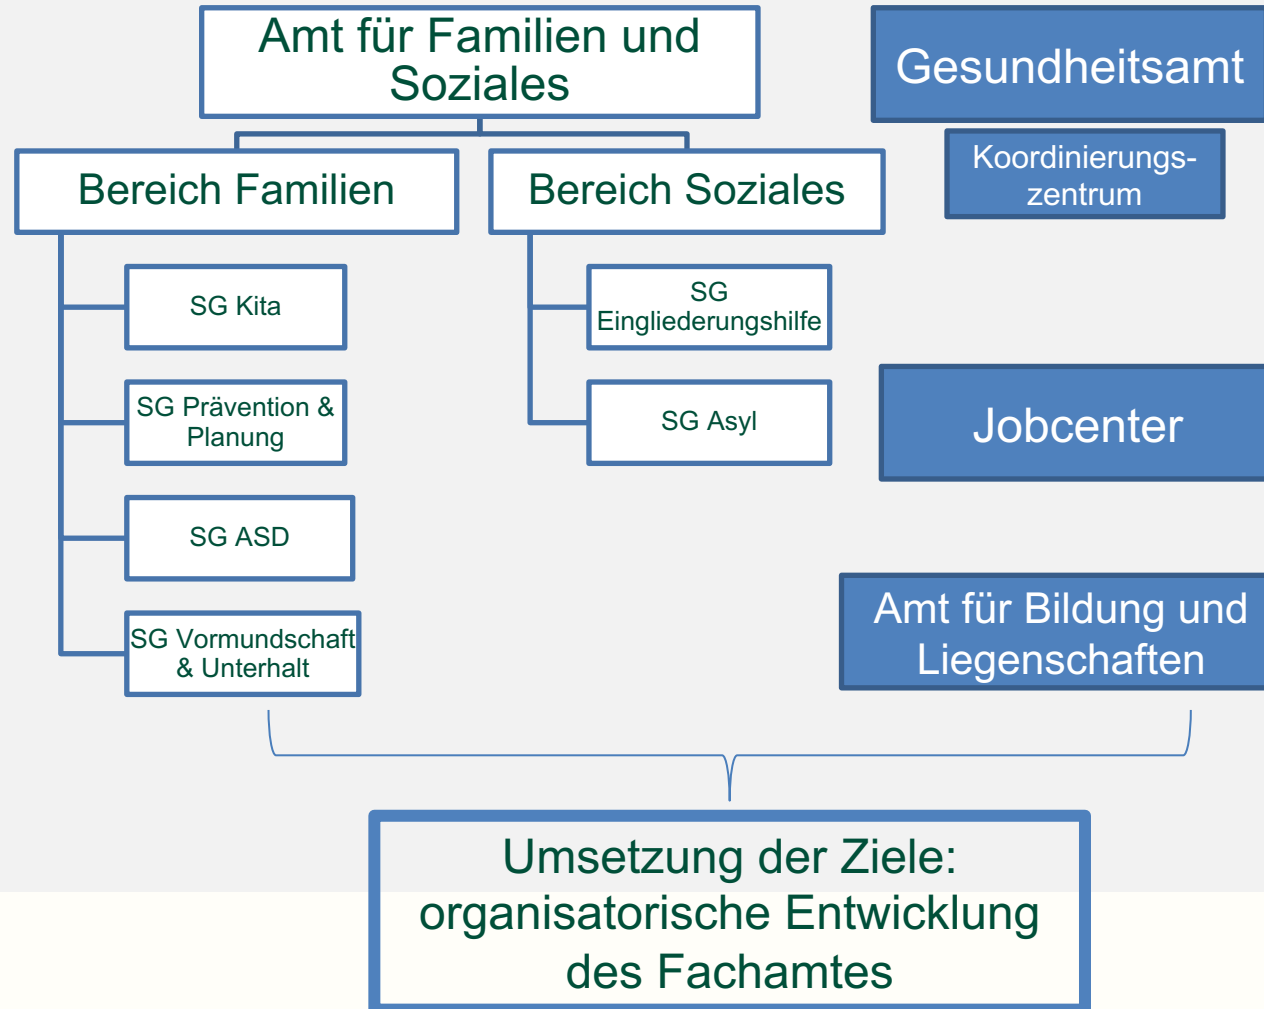 Amt für Familien und
Soziales
Gesundheitsamt
Koordinierungs-
zentrum
Bereich Familien
Bereich Soziales
SG Kita
SG
Eingliederungshilfe
SG Prävention &
Planung
SG Asyl
Jobcenter
SG ASD
SG Vormundschaft
& Unterhalt
Amt für Bildung und
Liegenschaften
Umsetzung der Ziele:
organisatorische Entwicklung
des Fachamtes